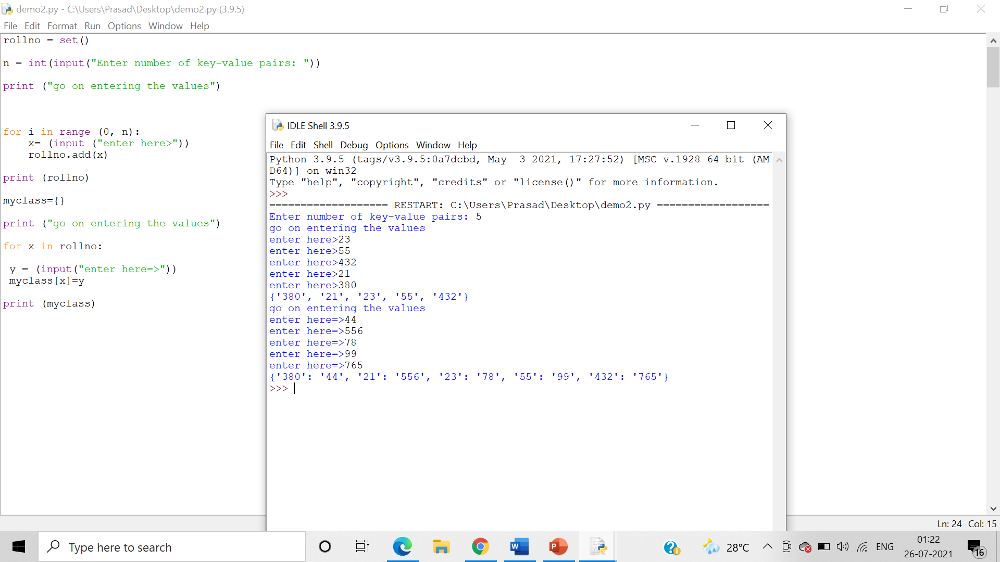 demo2.py - C:\Users\Prasad\Desktop\demo2.py (3.9.5)
File Edit Format Run Options Window Help
rollno = set()
n = int(input("Enter number of key-value pairs: "))
print ("go on entering the values")
for i in range (0, n):
    x= (input ("enter here>"))
    rollno.add(x)
print (rollno)
myclass={}
print ("go on entering the values")
for x in rollno:
 y = (input("enter here=>"))
 myclass[x]=y
print (myclass)
IDLE Shell 3.9.5
File Edit Shell Debug Options Window Help
Python 3.9.5 (tags/v3.9.5:0a7dcbd, May  3 2021, 17:27:52) [MSC v.1928 64 bit (AM
D64)] on win32
Type "help", "copyright", "credits" or "license()" for more information.
>>>
=================== RESTART: C:\Users\Prasad\Desktop\demo2.py ==================
Enter number of key-value pairs: 5
go on entering the values
enter here>23
enter here>55
enter here>432
enter here>21
enter here>380
{'380', '21', '23', '55', '432'}
go on entering the values
enter here=>44
enter here=>556
enter here=>78
enter here=>99
enter here=>765
{'380': '44', '21': '556', '23': '78', '55': '99', '432': '765'}
>>>
Ln: 24 Col: 15
Type here to search
28°C
ENG
01:22
26-07-2021
16